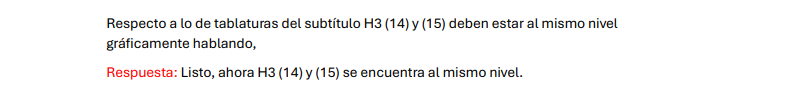 Respecto a lo de tablaturas del subtítulo H3 (14) y (15) deben estar al mismo nivel
gráficamente hablando,
Respuesta: Listo, ahora H3 (14) y (15) se encuentra al mismo nivel.